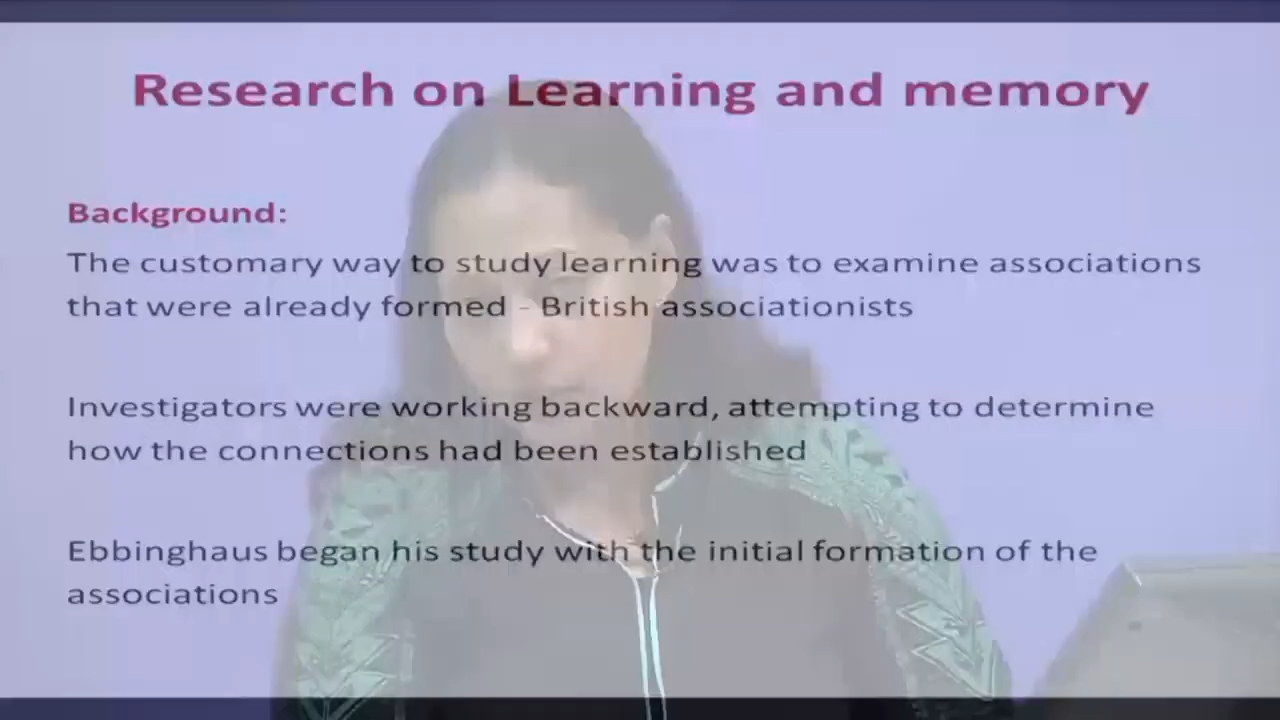 Research on Learning and memory
Background:
The customary way to study learning was to examine associations
that were already formed - British associationists
Investigators were working backward, attempting to determine
how the connections had been established
Ebbinghaus began his study with the initial formation of the
associations